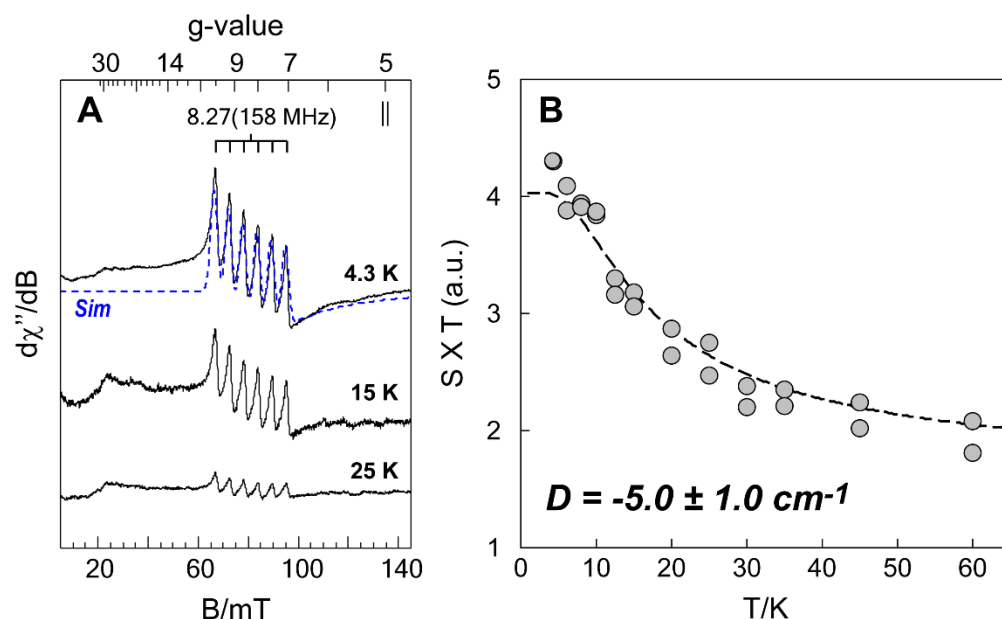 g-value
30 14 9 7 5
A
8.27(158 MHz)
||
4.3 K
Sim
15 K
25 K
dχ''/dB
20 60 100 140
B/mT
B
5
4
3
2
1
S X T (a.u.)
D = -5.0 ± 1.0 cm-1
0 10 20 30 40 50 60
T/K